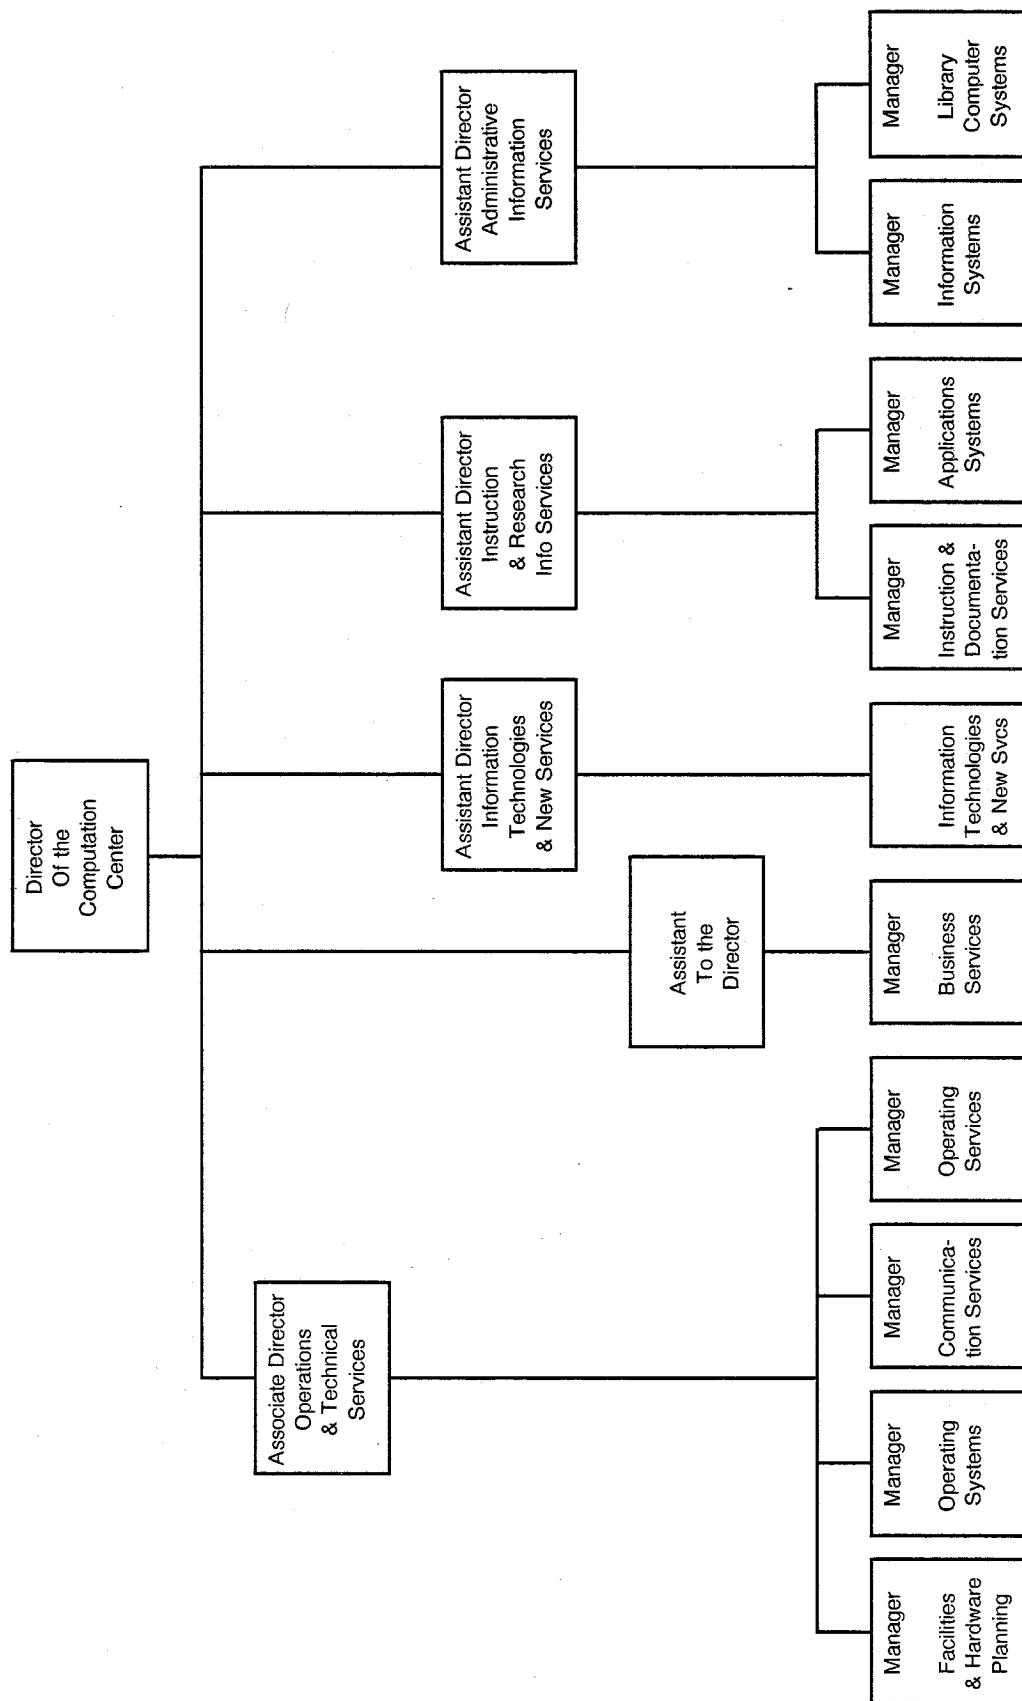 Director
Of the
Computation
Center
Associate Director
Operations
& Technical
Services
Assistant
To the
Director
Assistant Director
Information
Technologies
& New Services
Assistant Director
Instruction
& Research
Info Services
Assistant Director
Administrative
Information
Services
Manager
Facilities
& Hardware
Planning
Manager
Operating
Systems
Manager
Communica-
tion Services
Manager
Operating
Services
Manager
Business
Services
Information
Technologies
& New Svcs
Manager
Instruction &
Documenta-
tion Services
Manager
Applications
Systems
Manager
Information
Systems
Manager
Library
Computer
Systems